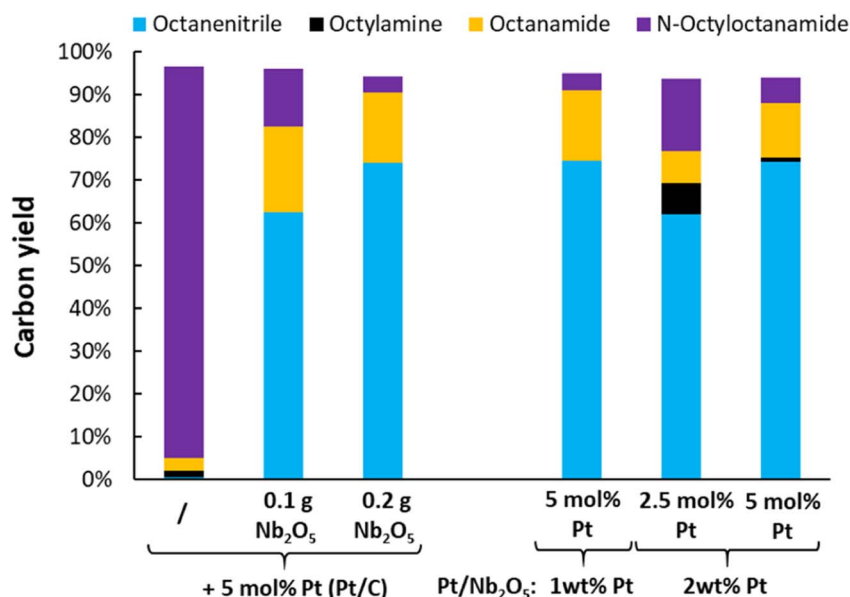 Octanenitrile Octylamine Octanamide N-Octyloctanamide
100%
90%
80%
70%
60%
50%
40%
30%
20%
10%
0%
Carbon yield
/
0.1 g
Nb₂O₅
0.2 g
Nb₂O₅
5 mol%
Pt
2.5 mol%
Pt
5 mol%
Pt
+ 5 mol% Pt (Pt/C)
Pt/Nb₂O₅: 1wt% Pt 2wt% Pt